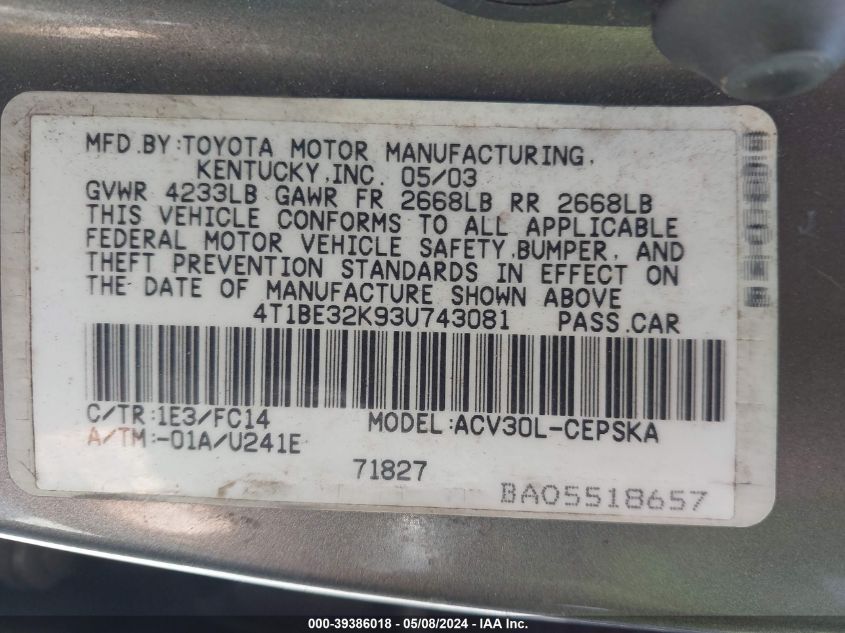 MFD.BY:TOYOTA MOTOR MANUFACTURING,
KENTUCKY,INC. 05/03
GVWR 4233LB GAWR FR 2668LB RR 2668LB
THIS VEHICLE CONFORMS TO ALL APPLICABLE
FEDERAL MOTOR VEHICLE SAFETY,BUMPER, AND
THEFT PREVENTION STANDARDS IN EFFECT ON
THE DATE OF MANUFACTURE SHOWN ABOVE
4T1BE32K93U743081 PASS.CAR
C/TR:1E3/FC14 MODEL:ACV30L-CEPSKA
A/TM:-01A/U241E
71827
BA05518657
000-39386018 - 05/08/2024 - IAA, Inc.